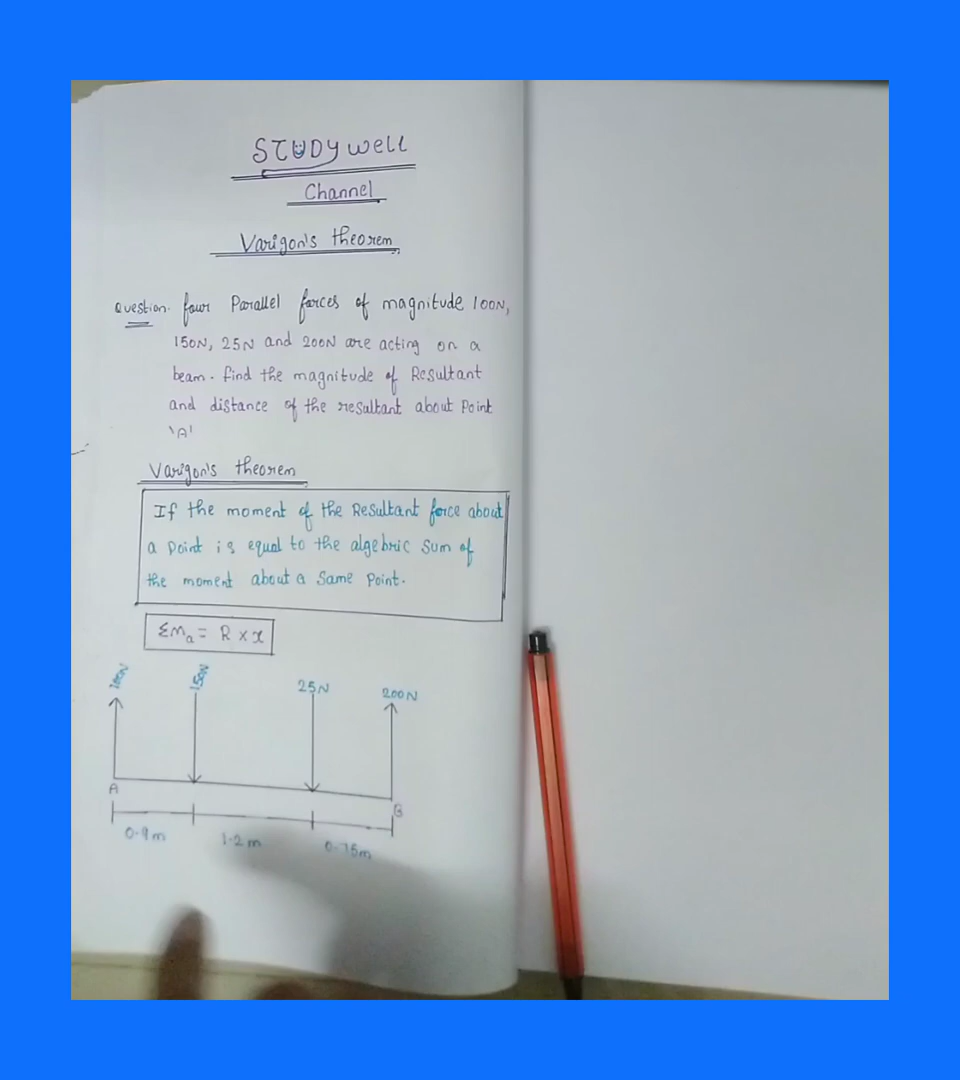 STUDY well
Channel
Varigon's theorem
Question. four Parallel forces of magnitude 100N,
150N, 25N and 200N are acting on a
beam. find the magnitude of Resultant
and distance of the resultant about Point
'A'
Varigon's theorem
If the moment of the Resultant force about
a Point is equal to the algebric sum of
the moment about a Same Point.
ΣMa = R × x
100N 150N 25N 200N
A B
0.9m 1.2m 0.75m